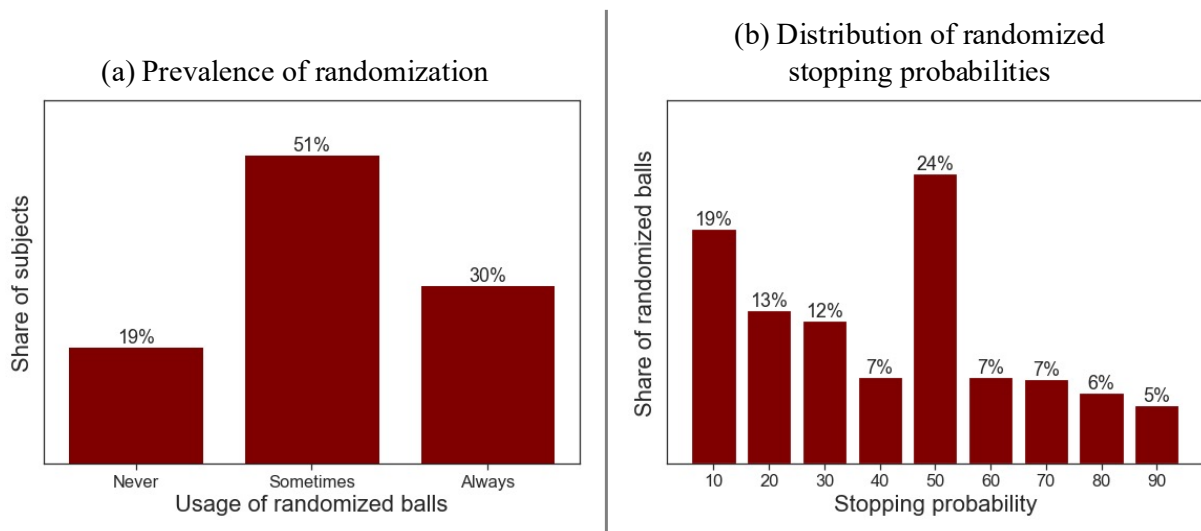 (a) Prevalence of randomization
Share of subjects
19%
51%
30%
Never
Sometimes
Always
Usage of randomized balls
(b) Distribution of randomized
stopping probabilities
Share of randomized balls
19%
13%
12%
7%
24%
7%
7%
6%
5%
10
20
30
40
50
60
70
80
90
Stopping probability